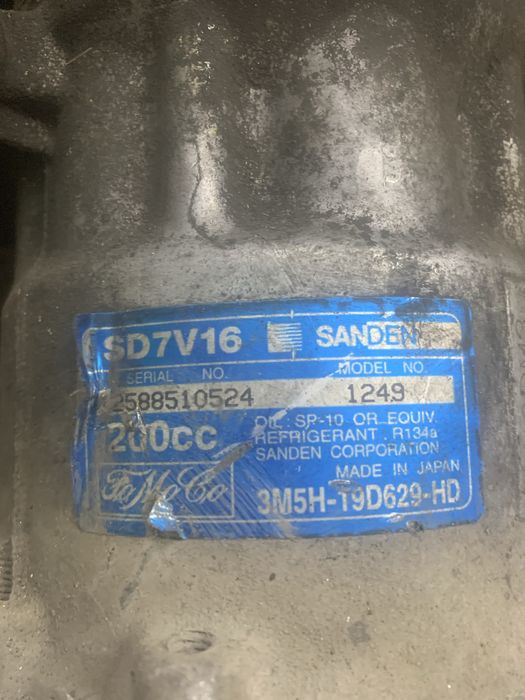 SD7V16 SANDEN
SERIAL NO. MODEL NO.
2588510524 1249
200cc OIL: SP-10 OR EQUIV.
REFRIGERANT : R134a
SANDEN CORPORATION
MADE IN JAPAN
FoMoCo 3M5H-19D629-HD